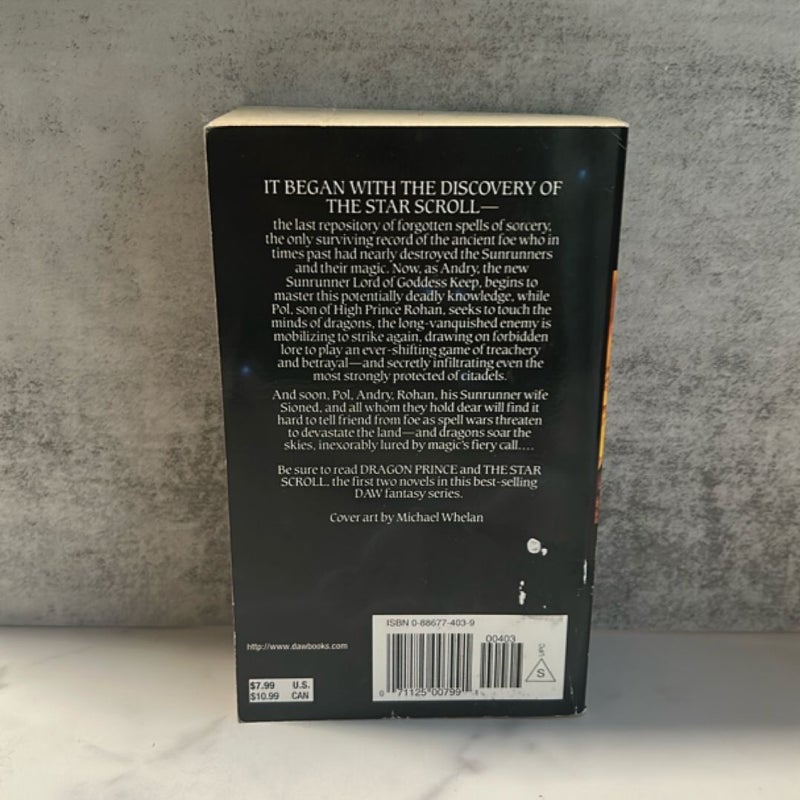 IT BEGAN WITH THE DISCOVERY OF
THE STAR SCROLL—
the last repository of forgotten spells of sorcery,
the only surviving record of the ancient foe who in
times past had nearly destroyed the Sunrunners
and their magic. Now, as Andry, the new
Sunrunner Lord of Goddess Keep, begins to
master this potentially deadly knowledge, while
Pol, son of High Prince Rohan, seeks to touch the
minds of dragons, the long-vanquished enemy is
mobilizing to strike again, drawing on forbidden
lore to play an ever-shifting game of treachery
and betrayal—and secretly infiltrating even the
most strongly protected of citadels.
And soon, Pol, Andry, Rohan, his Sunrunner wife
Sioned, and all whom they hold dear will find it
hard to tell friend from foe as spell wars threaten
to devastate the land—and dragons soar the
skies, inexorably lured by magic's fiery call....
Be sure to read DRAGON PRINCE and THE STAR
SCROLL, the first two novels in this best-selling
DAW fantasy series.
Cover art by Michael Whelan
ISBN 0-88677-403-9
00403
UPC
S
http://www.dawbooks.com
$7.99 U.S.
$10.99 CAN
0 71125 00799